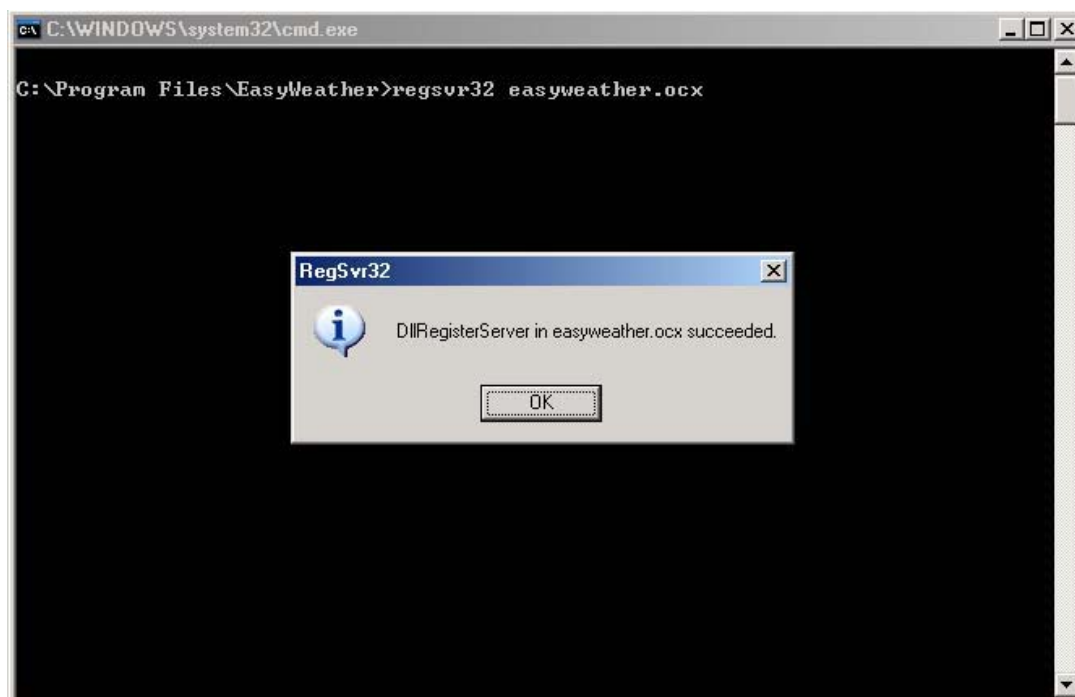 C:\WINDOWS\system32\cmd.exe
C:\Program Files\EasyWeather>regsvr32 easyweather.ocx
RegSvr32
DllRegisterServer in easyweather.ocx succeeded.
OK